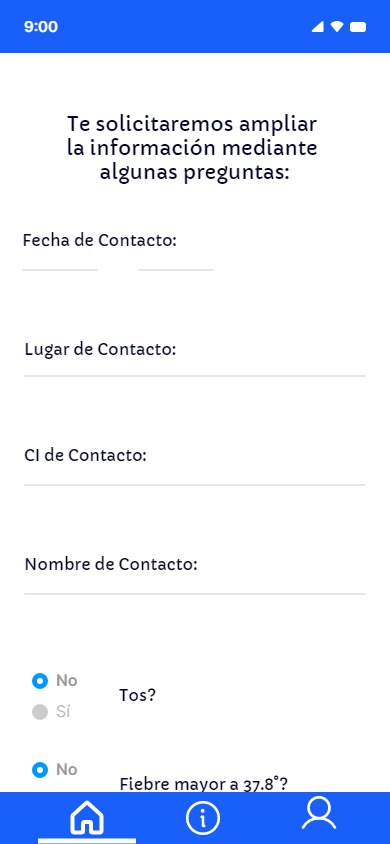 9:00
Te solicitaremos ampliar
la información mediante
algunas preguntas:
Fecha de Contacto:
Lugar de Contacto:
CI de Contacto:
Nombre de Contacto:
No
Tos?
Sí
No
Fiebre mayor a 37.8°?